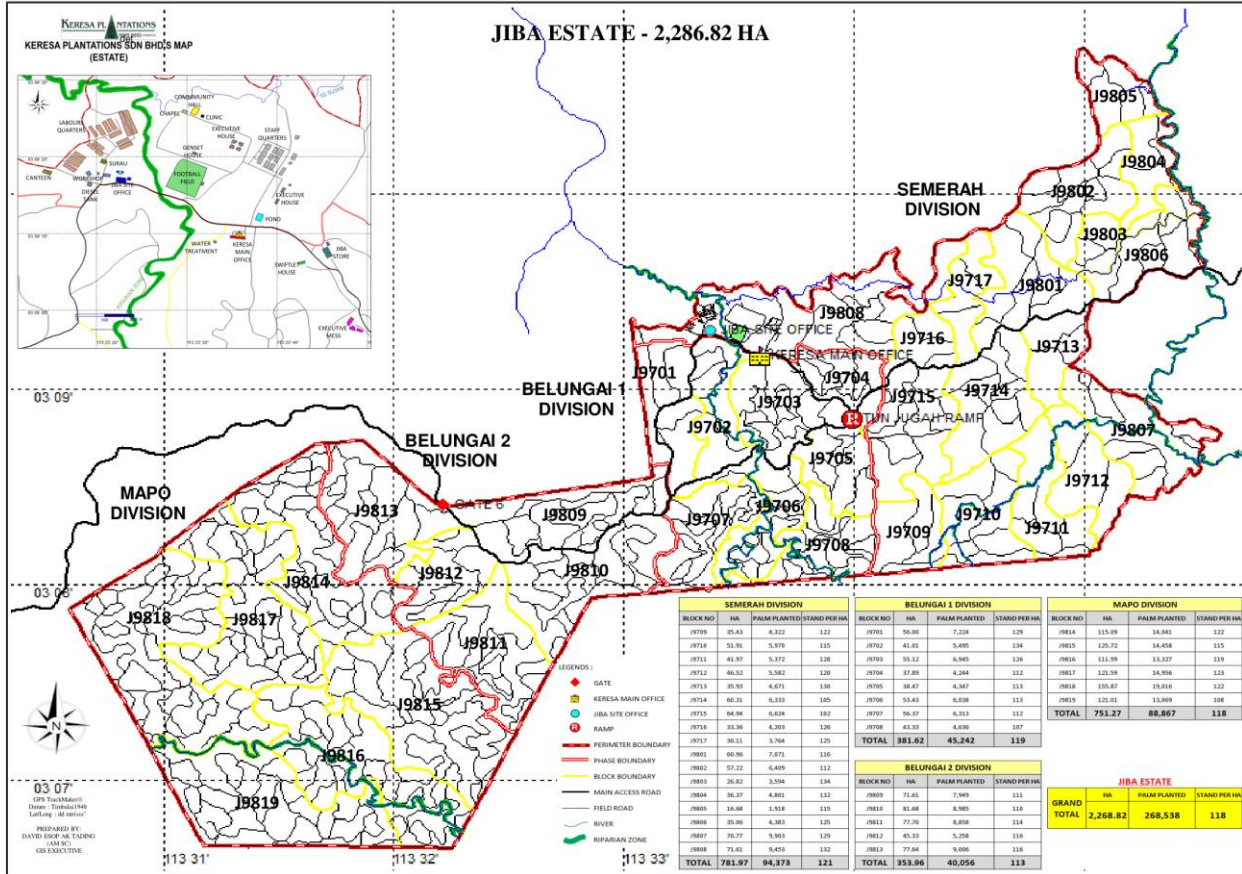 KERESA PLANTATIONS
KERESA PLANTATIONS SDN BHD'S MAP
(ESTATE)
JIBA ESTATE - 2,286.82 HA
SG SUJAN
COMMUNITY
HALL
CHAPEL
CLINIC
LABOURS
QUARTERS
EXECUTIVE
HOUSE
STAFF
QUARTERS
GENSET
HOUSE
SURAU
CANTEEN
WORKSHOP
JIBA SITE
OFFICE
DIESEL
TANK
FOOTBALL
FIELD
EXECUTIVE
HOUSE
POND
WATER
TREATMENT
KERESA
MAIN
OFFICE
JIBA
STORE
SWIFTLET
HOUSE
RIPARIAN ZONE
EXECUTIVE
MESS
J9805
J9804
SEMERAH
DIVISION
J9802
J9803
J9806
J9717
J9801
J9808
JIBA SITE OFFICE
J9716
J9713
KERESA MAIN OFFICE
J9701
J9704
BELUNGAI 1
DIVISION
J9715
J9714
J9703
R
TUN JUGAH RAMP
J9702
J9807
03 09'
BELUNGAI 2
DIVISION
J9705
J9712
MAPO
DIVISION
GATE 6
J9813
J9809
J9706
J9707
J9710
J9711
J9709
J9708
J9812
J9810
J9814
03 08'
J9818
J9817
J9811
J9815
J9816
J9819
03 07'
113 31'
113 32'
113 33'
N
GPS TrackMaker®
Datum : Timbalai1948
Lat/Long : dd mm'ss"
PREPARED BY:
DAVID ESOP AK TADING
(AM SC)
GIS EXECUTIVE
LEGENDS :
GATE
KERESA MAIN OFFICE
JIBA SITE OFFICE
R RAMP
PERIMETER BOUNDARY
PHASE BOUNDARY
BLOCK BOUNDARY
MAIN ACCESS ROAD
FIELD ROAD
RIVER
RIPARIAN ZONE
SEMERAH DIVISION
BLOCK NO HA PALM PLANTED STAND PER HA
J9709 35.43 4,322 122
J9710 51.91 5,970 115
J9711 41.97 5,372 128
J9712 46.52 5,582 120
J9713 35.93 4,671 130
J9714 60.31 6,333 105
J9715 64.94 6,624 102
J9716 33.36 4,203 126
J9717 30.11 3,764 125
J9801 60.96 7,071 116
J9802 57.22 6,409 112
J9803 26.82 3,594 134
J9804 36.37 4,801 132
J9805 16.68 1,918 115
J9806 35.06 4,383 125
J9807 76.77 9,903 129
J9808 71.61 9,453 132
TOTAL 781.97 94,373 121
BELUNGAI 1 DIVISION
BLOCK NO HA PALM PLANTED STAND PER HA
J9701 56.00 7,224 129
J9702 41.01 5,495 134
J9703 55.12 6,945 126
J9704 37.89 4,244 112
J9705 38.47 4,347 113
J9706 53.43 6,038 113
J9707 56.37 6,313 112
J9708 43.33 4,636 107
TOTAL 381.62 45,242 119
BELUNGAI 2 DIVISION
BLOCK NO HA PALM PLANTED STAND PER HA
J9809 71.61 7,949 111
J9810 81.68 8,985 110
J9811 77.70 8,858 114
J9812 45.33 5,258 116
J9813 77.64 9,006 116
TOTAL 353.96 40,056 113
MAPO DIVISION
BLOCK NO HA PALM PLANTED STAND PER HA
J9814 115.09 14,041 122
J9815 125.72 14,458 115
J9816 111.99 13,327 119
J9817 121.59 14,956 123
J9818 155.87 19,016 122
J9819 121.01 13,069 108
TOTAL 751.27 88,867 118
JIBA ESTATE
HA PALM PLANTED STAND PER HA
GRAND
TOTAL 2,268.82 268,538 118